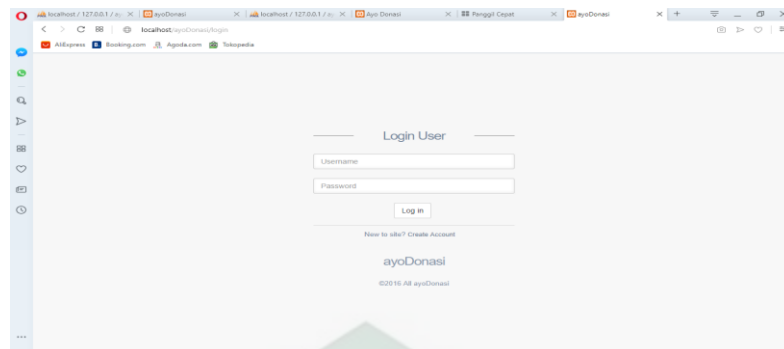 localhost / 127.0.0.1 / ay
ayoDonasi
localhost / 127.0.0.1 / ay
Ayo Donasi
Panggil Cepat
ayoDonasi
localhost/ayoDonasi/login
AliExpress
B. Booking.com
Agoda.com
Tokopedia
Login User
Username
Password
Log in
New to site? Create Account
ayoDonasi
©2016 All ayoDonasi